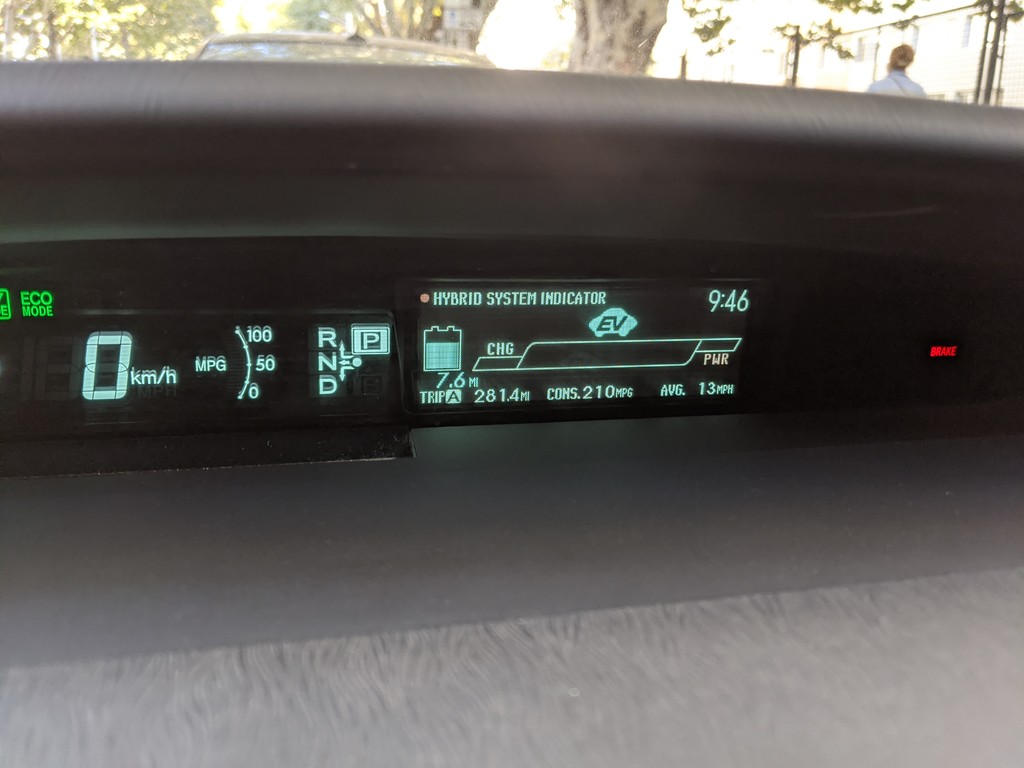 ECO
MODE
0 km/h
MPG
100
50
0
R
N
D
P
HYBRID SYSTEM INDICATOR
9:46
EV
CHG
PWR
7.6 MI
TRIP A 281.4 MI CONS. 210 MPG AVG. 13 MPH
BRAKE